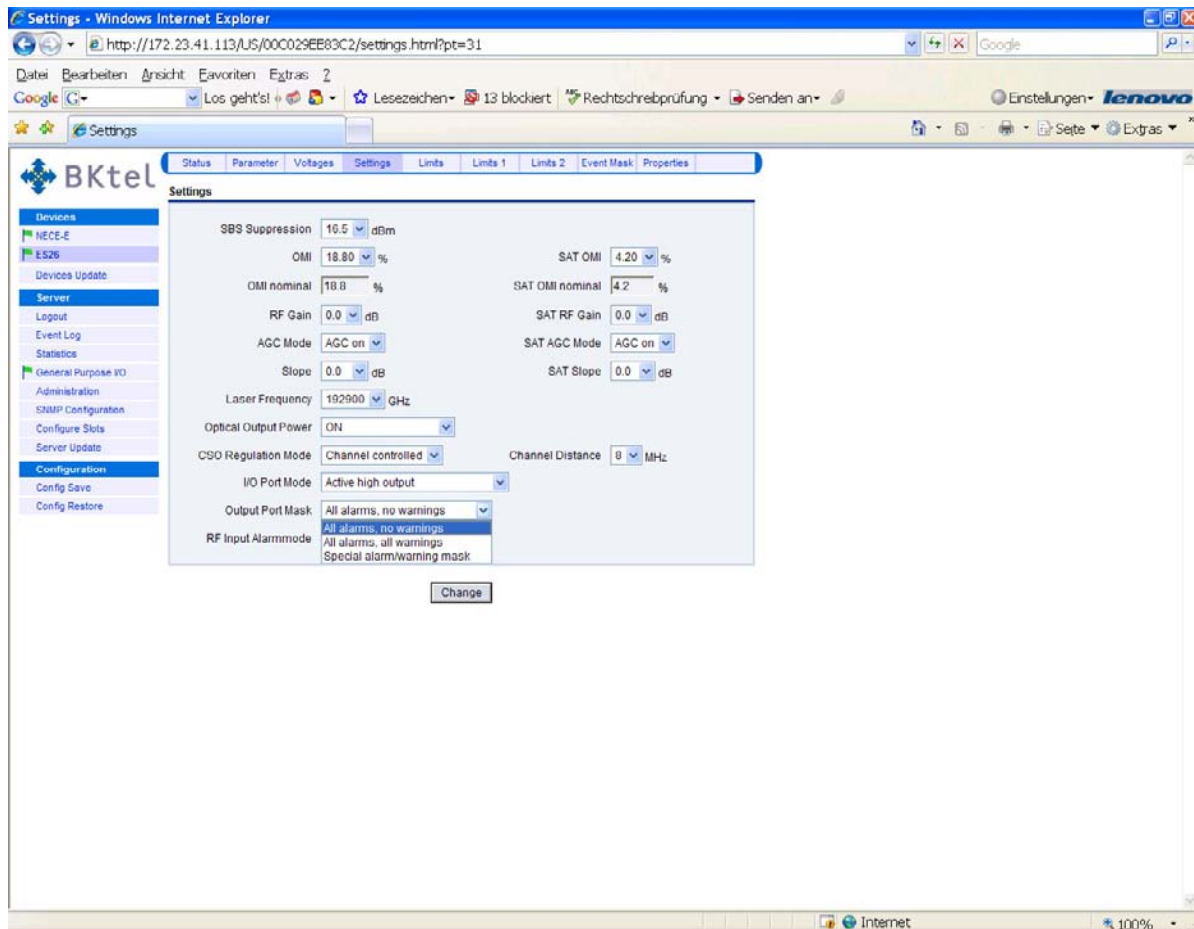 Settings - Windows Internet Explorer
http://172.23.41.113/US/00C029EE83C2/settings.html?pt=31
Google
Datei Bearbeiten Ansicht Favoriten Extras ?
Google G Los geht's! Lesezeichen 13 blockiert Rechtschreibprüfung Senden an Einstellungen lenovo
Settings
Seite Extras
BKtel
Status Parameter Voltages Settings Limits Limits 1 Limits 2 Event Mask Properties
Settings
Devices
NECE-E
ES26
Devices Update
Server
Logout
Event Log
Statistics
General Purpose I/O
Administration
SNMP Configuration
Configure Slots
Server Update
Configuration
Config Save
Config Restore
SBS Suppression 16.5 dBm
OMI 18.80 % SAT OMI 4.20 %
OMI nominal 18.8 % SAT OMI nominal 4.2 %
RF Gain 0.0 dB SAT RF Gain 0.0 dB
AGC Mode AGC on SAT AGC Mode AGC on
Slope 0.0 dB SAT Slope 0.0 dB
Laser Frequency 192900 GHz
Optical Output Power ON
CSO Regulation Mode Channel controlled Channel Distance 8 MHz
I/O Port Mode Active high output
Output Port Mask All alarms, no warnings
All alarms, no warnings
RF Input Alarmmode All alarms, all warnings
Special alarm/warning mask
Change
Internet 100%